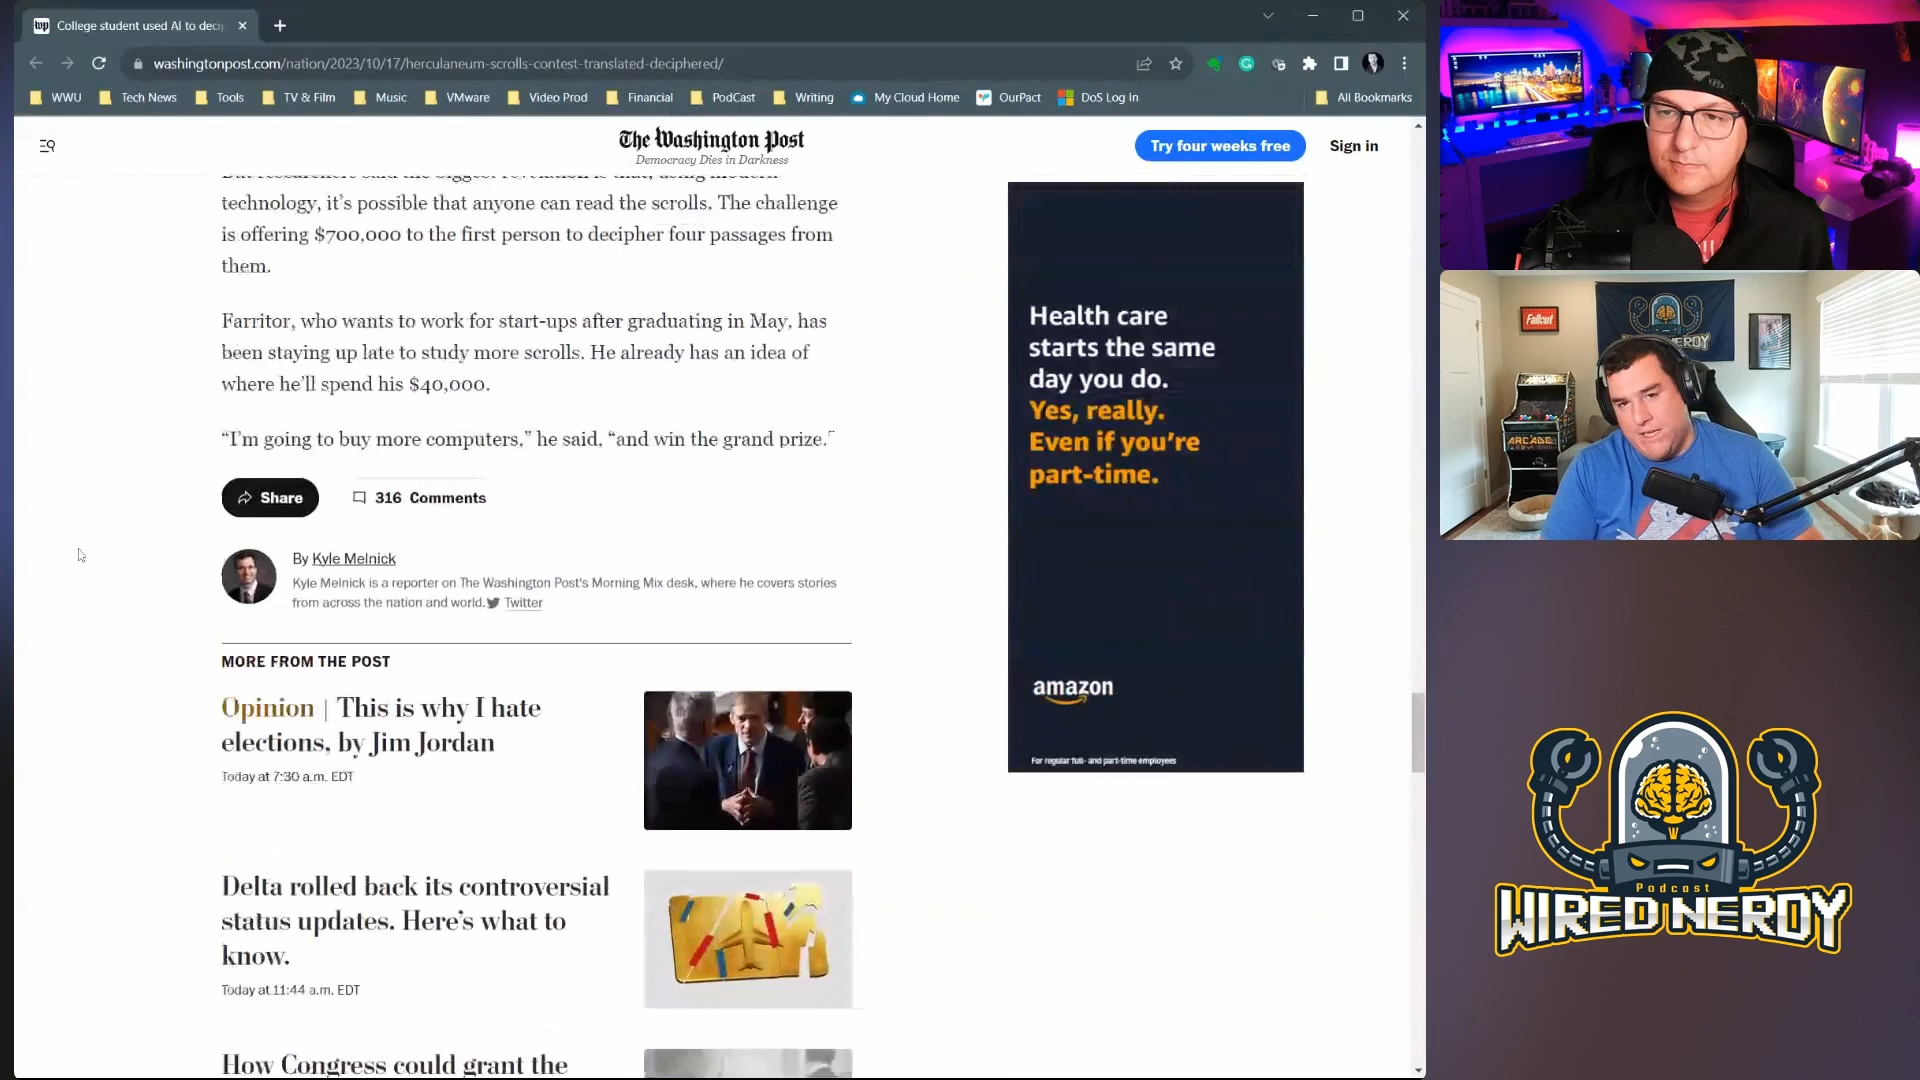 College student used AI to deci
washingtonpost.com/nation/2023/10/17/herculaneum-scrolls-contest-translated-deciphered/
WWU Tech News Tools TV & Film Music VMware Video Prod Financial PodCast Writing My Cloud Home OurPact DoS Log In All Bookmarks
The Washington Post
Democracy Dies in Darkness
Try four weeks free
Sign in
technology, it’s possible that anyone can read the scrolls. The challenge
is offering $700,000 to the first person to decipher four passages from
them.
Farritor, who wants to work for start-ups after graduating in May, has
been staying up late to study more scrolls. He already has an idea of
where he’ll spend his $40,000.
“I’m going to buy more computers,” he said, “and win the grand prize.”
Share
316 Comments
By Kyle Melnick
Kyle Melnick is a reporter on The Washington Post's Morning Mix desk, where he covers stories
from across the nation and world. Twitter
MORE FROM THE POST
Opinion | This is why I hate
elections, by Jim Jordan
Today at 7:30 a.m. EDT
Delta rolled back its controversial
status updates. Here’s what to
know.
Today at 11:44 a.m. EDT
How Congress could grant the
Health care
starts the same
day you do.
Yes, really.
Even if you’re
part-time.
amazon
For regular full- and part-time employees
Fallout
ARCADE
Podcast
WIRED NERDY